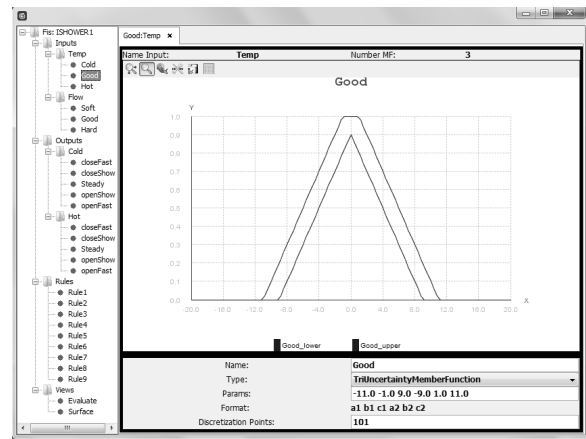 Fis: ISHOWER1
Inputs
Temp
Cold
Good
Hot
Flow
Soft
Good
Hard
Outputs
Cold
closeFast
closeShow
Steady
openShow
openFast
Hot
closeFast
closeShow
Steady
openShow
openFast
Rules
Rule1
Rule2
Rule3
Rule4
Rule5
Rule6
Rule7
Rule8
Rule9
Views
Evaluate
Surface
Good:Temp
Name Input: Temp Number MF: 3
Good
Y
1.0
0.9
0.8
0.7
0.6
0.5
0.4
0.3
0.2
0.1
0.0
-20.0 -16.0 -12.0 -8.0 -4.0 0.0 4.0 8.0 12.0 16.0 20.0 X
Good_lower Good_upper
Name: Good
Type: TriUncertaintyMemberFunction
Params: -11.0 -1.0 9.0 -9.0 1.0 11.0
Format: a1 b1 c1 a2 b2 c2
Discretization Points: 101